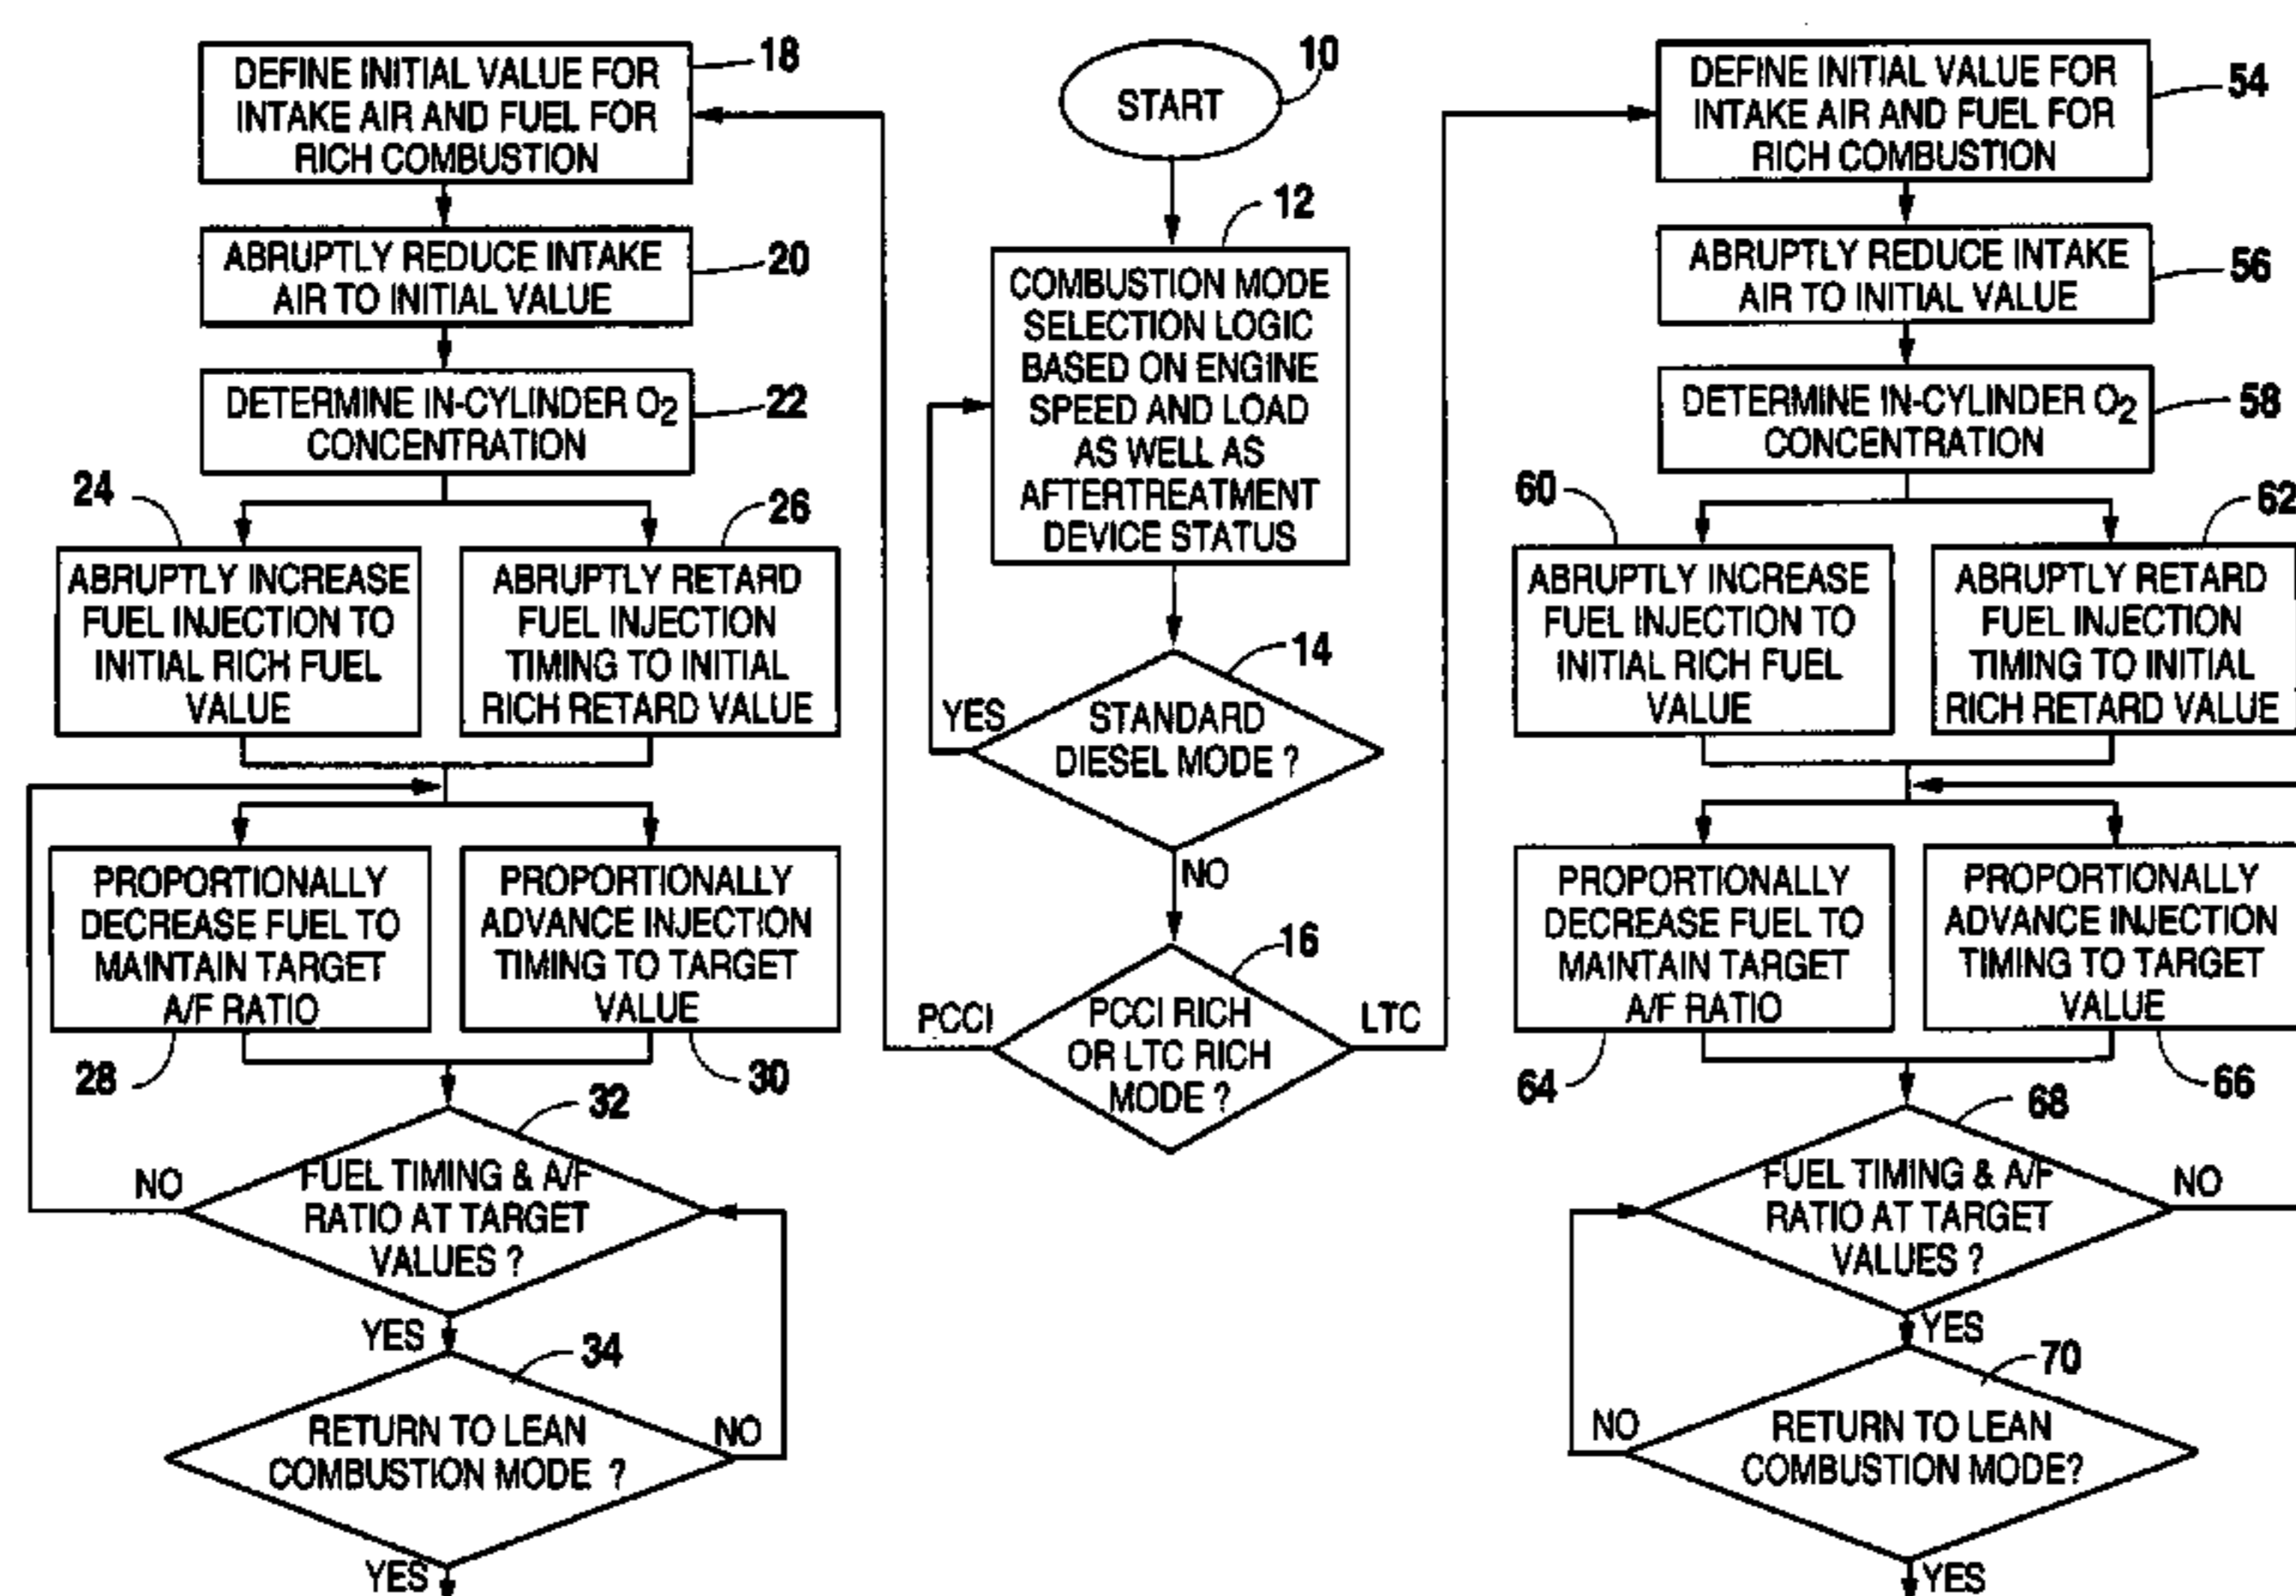 DEFINE INITIAL VALUE FOR
INTAKE AIR AND FUEL FOR
RICH COMBUSTION
18
ABRUPTLY REDUCE INTAKE
AIR TO INITIAL VALUE
20
DETERMINE IN-CYLINDER O2
CONCENTRATION
22
24
26
ABRUPTLY INCREASE
FUEL INJECTION TO
INITIAL RICH FUEL
VALUE
ABRUPTLY RETARD
FUEL INJECTION
TIMING TO INITIAL
RICH RETARD VALUE
PROPORTIONALLY
DECREASE FUEL TO
MAINTAIN TARGET
A/F RATIO
28
PROPORTIONALLY
ADVANCE INJECTION
TIMING TO TARGET
VALUE
30
32
NO
FUEL TIMING & A/F
RATIO AT TARGET
VALUES ?
YES
34
RETURN TO LEAN
COMBUSTION MODE ?
NO
YES
START
10
12
COMBUSTION MODE
SELECTION LOGIC
BASED ON ENGINE
SPEED AND LOAD
AS WELL AS
AFTERTREATMENT
DEVICE STATUS
14
YES
STANDARD
DIESEL MODE ?
NO
16
PCCI
PCCI RICH
OR LTC RICH
MODE ?
LTC
DEFINE INITIAL VALUE FOR
INTAKE AIR AND FUEL FOR
RICH COMBUSTION
54
ABRUPTLY REDUCE INTAKE
AIR TO INITIAL VALUE
56
DETERMINE IN-CYLINDER O2
CONCENTRATION
58
60
62
ABRUPTLY INCREASE
FUEL INJECTION TO
INITIAL RICH FUEL
VALUE
ABRUPTLY RETARD
FUEL INJECTION
TIMING TO INITIAL
RICH RETARD VALUE
PROPORTIONALLY
DECREASE FUEL TO
MAINTAIN TARGET
A/F RATIO
64
PROPORTIONALLY
ADVANCE INJECTION
TIMING TO TARGET
VALUE
66
68
FUEL TIMING & A/F
RATIO AT TARGET
VALUES ?
NO
YES
70
NO
RETURN TO LEAN
COMBUSTION MODE?
YES